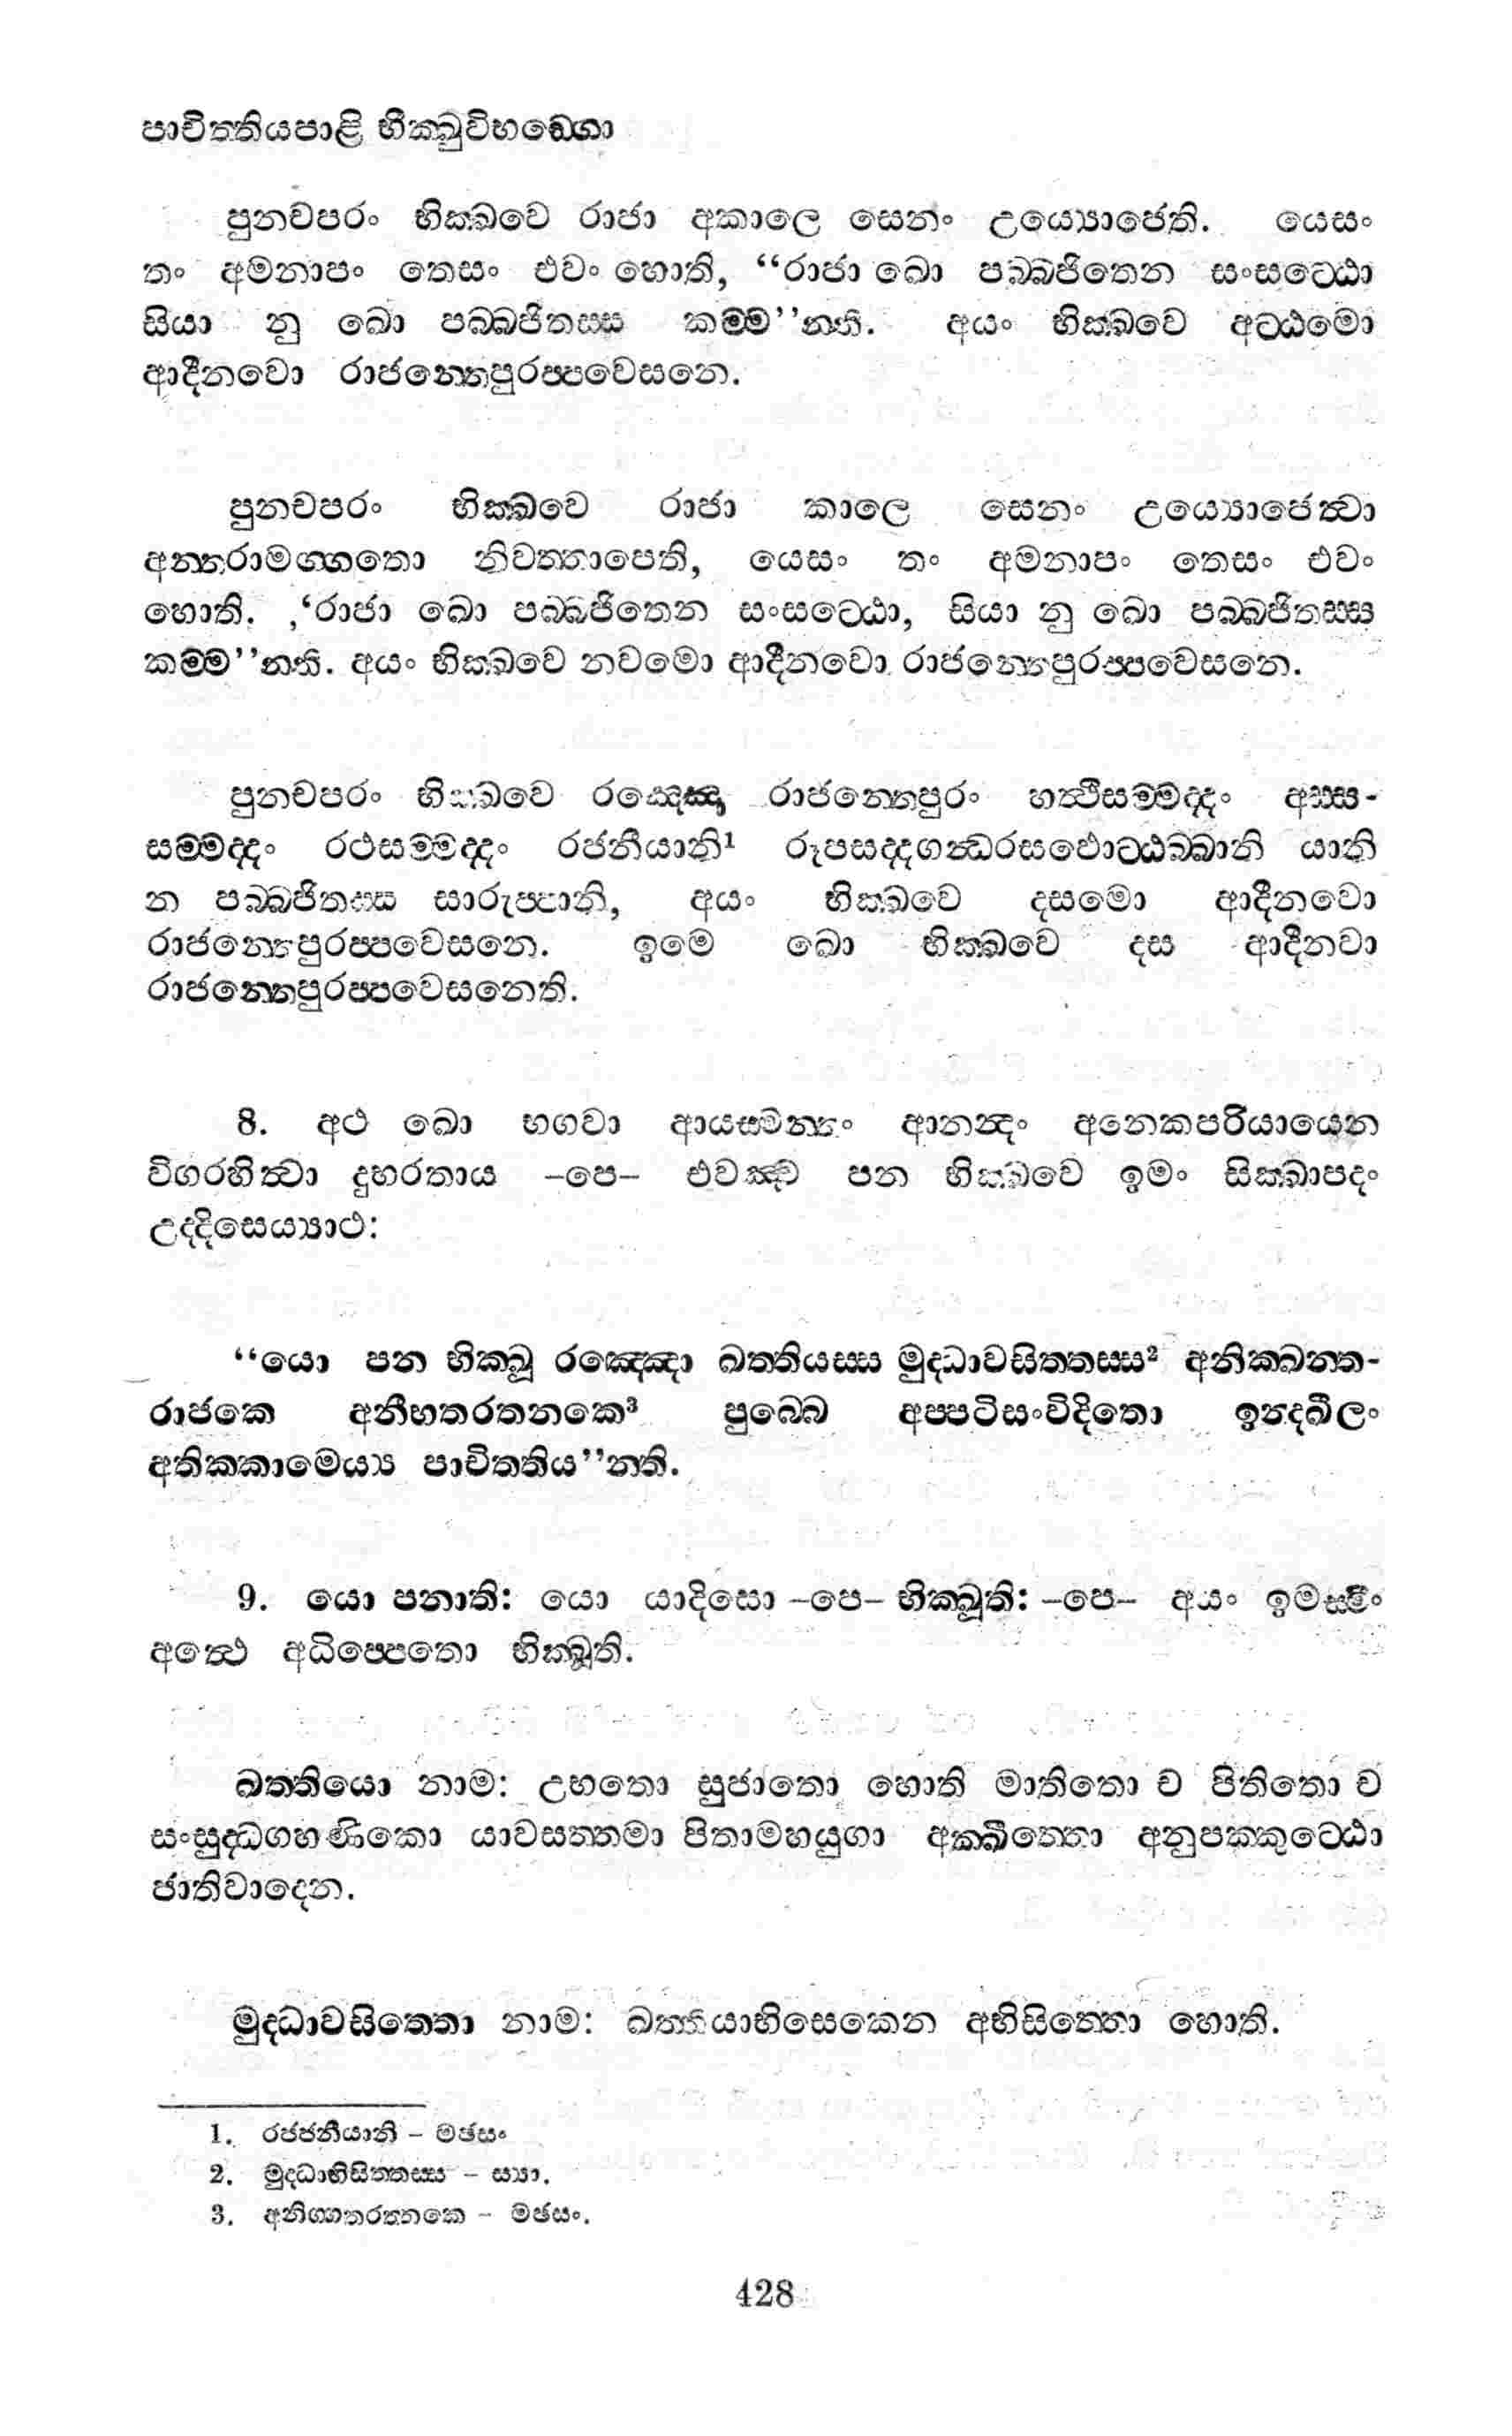 පාචිත්තියපාළි භික්ඛුවිභඞ්ගො
පුනචපරං භික්ඛවෙ රාජා අකාලෙ සෙනං උය්‍යොජෙති. යෙසං
තං අමනාපං තෙසං එවං හොති, “රාජා ඛො පබ්බජිතෙන සංසට්ඨො
සියා නු ඛො පබ්බජිතස්ස කම්ම”න්ති. අයං භික්ඛවෙ අට්ඨමො
ආදීනවො රාජන්තෙපුරප්පවෙසනෙ.
පුනචපරං භික්ඛවෙ රාජා කාලෙ සෙනං උය්‍යොජෙත්‍වා
අන්තරාමග්ගතො නිවත්තාපෙති, යෙසං තං අමනාපං තෙසං එවං
හොති. ,‘රාජා ඛො පබ්බජිතෙන සංසට්ඨො, සියා නු ඛො පබ්බජිතස්ස
කම්ම”න්ති. අයං භික්ඛවෙ නවමො ආදීනවො රාජන්තෙපුරප්පවෙසනෙ.
පුනචපරං භික්ඛවෙ රඤ්ඤො රාජන්තෙපුරං හත්‍ථිසම්මද්දං අස්ස-
සම්මද්දං රථසම්මද්දං රජනීයානි¹ රූපසද්දගන්‍ධරසඵොට්ඨබ්බානි යානි
න පබ්බජිතස්ස සාරුප්පානි, අයං භික්ඛවෙ දසමො ආදීනවො
රාජන්තෙපුරප්පවෙසනෙ. ඉමෙ ඛො භික්ඛවෙ දස ආදීනවා
රාජන්තෙපුරප්පවෙසනෙති.
8. අථ ඛො භගවා ආයස්මන්තං ආනන්‍දං අනෙකපරියායෙන
විගරහිත්‍වා දුභරතාය –පෙ– එවඤ්ච පන භික්ඛවෙ ඉමං සික්ඛාපදං
උද්දිසෙය්‍යාථ:
“යො පන භික්ඛූ රඤ්ඤො ඛත්තියස්ස මුද්ධාවසිත්තස්ස² අනික්ඛන්ත-
රාජකෙ අනීභතරතනකෙ³ පුබ්බෙ අප්පටිසංවිදිතො ඉන්‍දඛීලං
අතික්කාමෙය්‍ය පාචිත්තිය”න්ති.
9. යො පනාති: යො යාදිසො –පෙ– භික්ඛූති: –පෙ– අයං ඉමස්මිං
අත්‍ථෙ අධිප්පෙතො භික්ඛූති.
ඛත්තියො නාම: උභතො සුජාතො හොති මාතිතො ච පිතිතො ච
සංසුද්ධගහණිකො යාවසත්තමා පිතාමහයුගා අක්ඛිත්තො අනුපක්කුට්ඨො
ජාතිවාදෙන.
මුද්ධාවසිත්තො නාම: ඛත්තියාභිසෙකෙන අභිසිත්තො හොති.
1. රජ්ජනීයානි – මඡසං
2. මුද්ධාභිසිත්තස්ස – ස්‍යා.
3. අනිග්ගතරත්නකෙ – මඡසං.
428